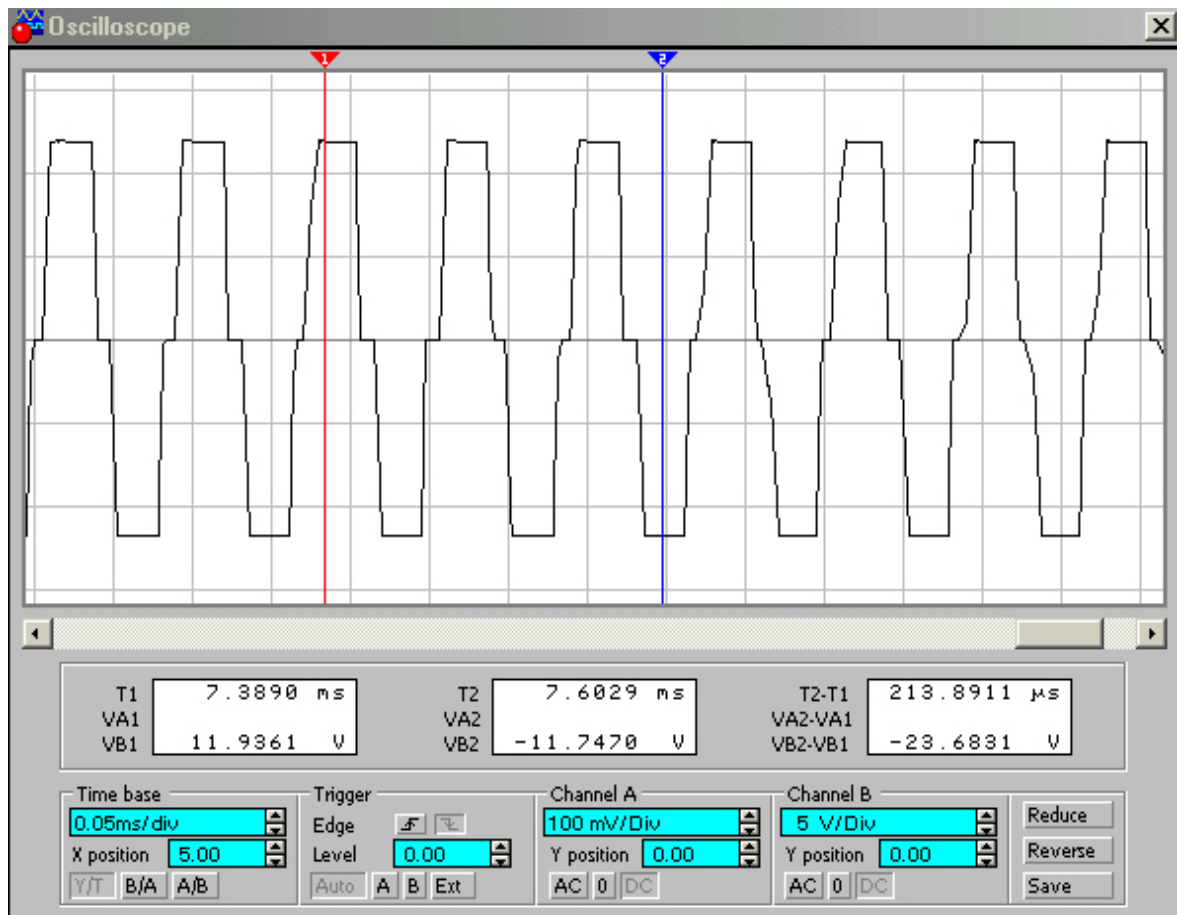 Oscilloscope
1 2
T1 7.3890 ms T2 7.6029 ms T2-T1 213.8911 µs
VA1 VA2 VA2-VA1
VB1 11.9361 V VB2 -11.7470 V VB2-VB1 -23.6831 V
Time base Trigger Channel A Channel B
0.05ms/div Edge 100 mV/Div 5 V/Div Reduce
X position 5.00 Level 0.00 Y position 0.00 Y position 0.00 Reverse
Y/T B/A A/B Auto A B Ext AC 0 DC AC 0 DC Save